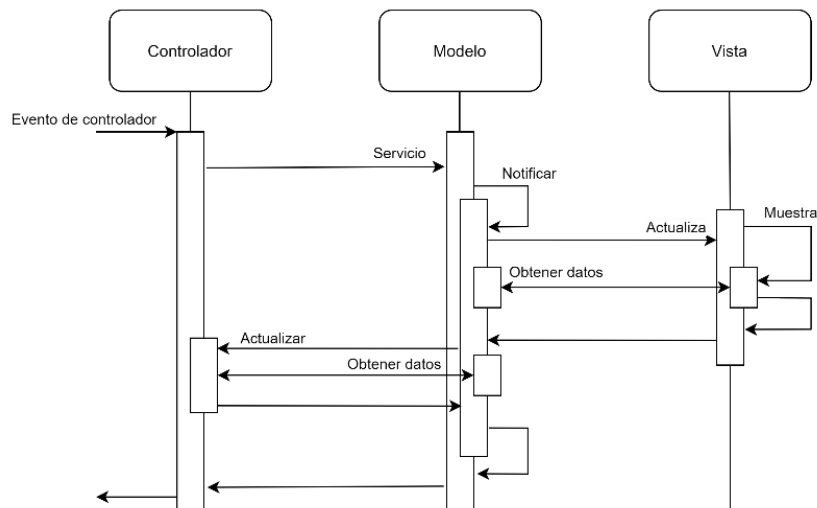 Controlador
Modelo
Vista
Evento de controlador
Servicio
Notificar
Muestra
Actualiza
Obtener datos
Actualizar
Obtener datos